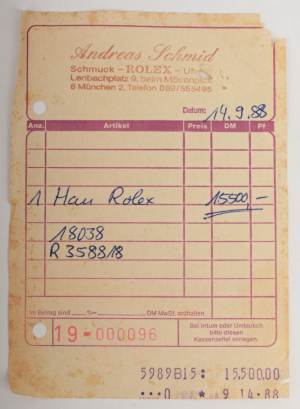 Andreas Schmid
Schmuck – ROLEX – Uhren
Lenbachplatz 9, beim Mövenpick
8 München 2, Telefon 089/555495
Datum: 14.9.88
Anz. Artikel Preis DM Pf
1 Hau Rolex 15500,-
18038
R 358818
Im Betrag sind %= DM MwSt. enthalten
19-000096
Bei Irrtum oder Umtausch
bitte diesen
Kassenzettel vorlegen.
5989B15: 15,500.00
•••0 ★ 9 14•88